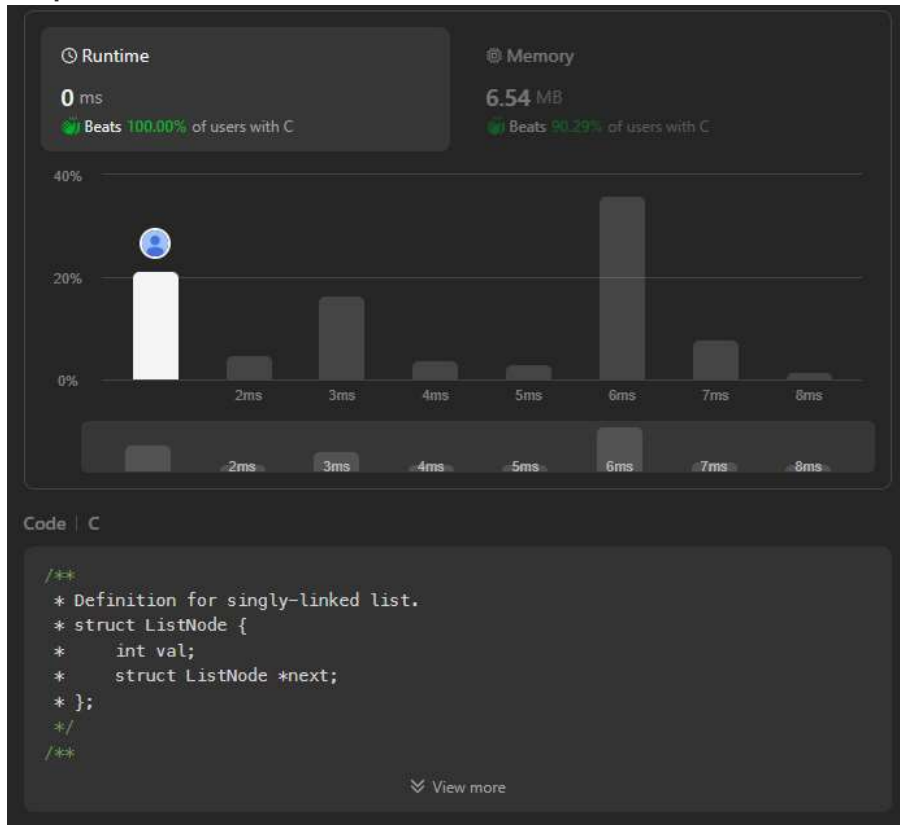 Runtime
Memory
0 ms
6.54 MB
Beats 100.00% of users with C
Beats 90.29% of users with C
40%
20%
0%
2ms 3ms 4ms 5ms 6ms 7ms 8ms
2ms 3ms 4ms 5ms 6ms 7ms 8ms
Code | C
/**
 * Definition for singly-linked list.
 * struct ListNode {
 *     int val;
 *     struct ListNode *next;
 * };
 */
/**
View more